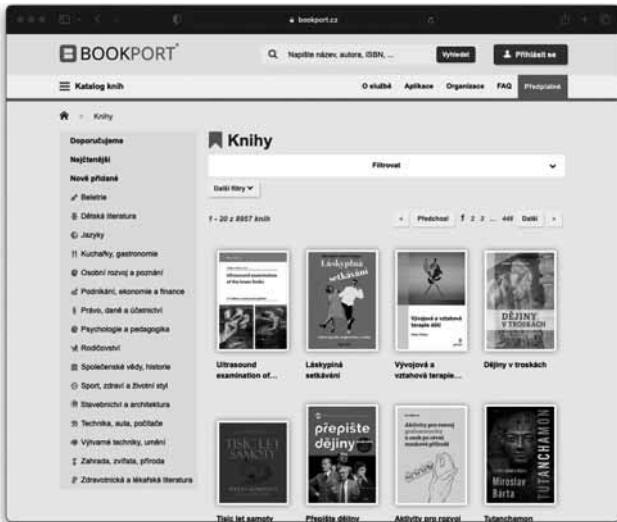 bookport.cz
BOOKPORT
Napište název, autora, ISBN, ...
Vyhledat
Přihlásit se
Katalog knih
O službě
Aplikace
Organizace
FAQ
Předplatné
Knihy
Doporučujeme
Nejčtenější
Nově přidané
Beletrie
Dětská literatura
Jazyky
Kuchařky, gastronomie
Osobní rozvoj a poznání
Podnikání, ekonomie a finance
Právo, daně a účetnictví
Psychologie a pedagogika
Rodičovství
Společenské vědy, historie
Sport, zdraví a životní styl
Stavebnictví a architektura
Technika, auta, počítače
Výtvarné techniky, umění
Zahrada, zvířata, příroda
Zdravotnická a lékařská literatura
Knihy
Filtrovat
Další filtry
1 - 20 z 8957 knih
« Předchozí 1 2 3 ... 448 Další »
Ultrasound examination
of the lower limbs
Láskyplná
setkávání
Vývojová a vztahová
terapie dětí
DĚJINY
V TROSKÁCH
Ultrasound
examination of...
Láskyplná
setkávání
Vývojová a
vztahová terapie...
Dějiny v troskách
TISÍC LET
SAMOTY
přepište
dějiny
Aktivity pro rozvoj
TUTANCHAMON
Miroslav
Bárta
Tisíc let samoty
Přepište dějiny
Aktivity pro rozvoj
Tutanchamon